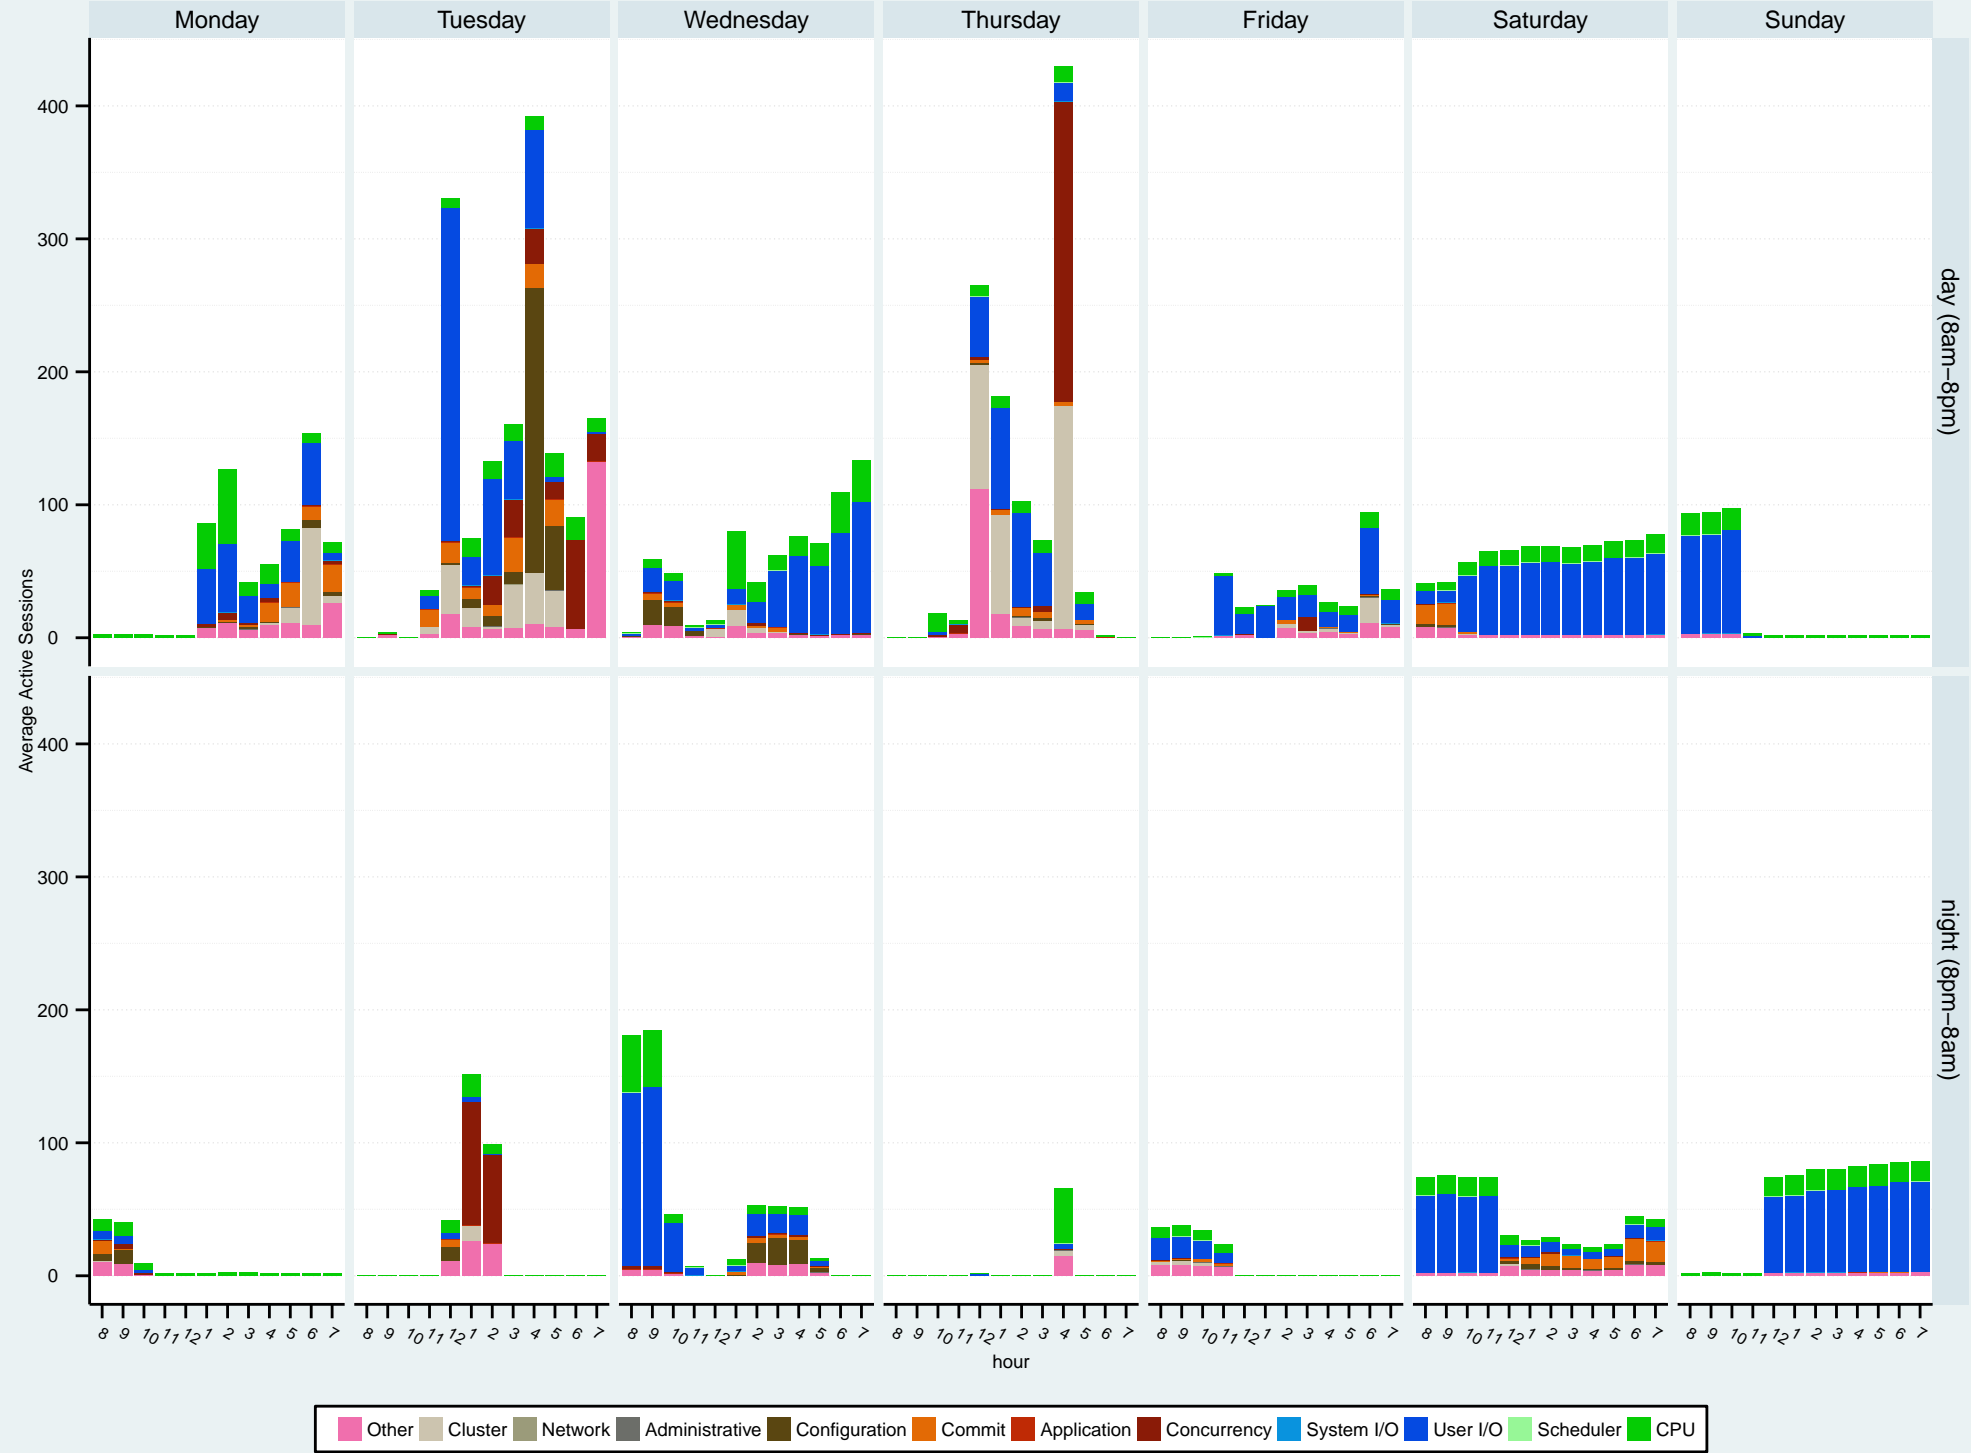 Monday Tuesday Wednesday Thursday Friday Saturday Sunday
400
300
200
100
0
day (8am−8pm)
Average Active Sessions
400
300
200
100
0
night (8pm−8am)
8 9 10 11 12 1 2 3 4 5 6 7 8 9 10 11 12 1 2 3 4 5 6 7 8 9 10 11 12 1 2 3 4 5 6 7 8 9 10 11 12 1 2 3 4 5 6 7 8 9 10 11 12 1 2 3 4 5 6 7 8 9 10 11 12 1 2 3 4 5 6 7 8 9 10 11 12 1 2 3 4 5 6 7
hour
Other Cluster Network Administrative Configuration Commit Application Concurrency System I/O User I/O Scheduler CPU